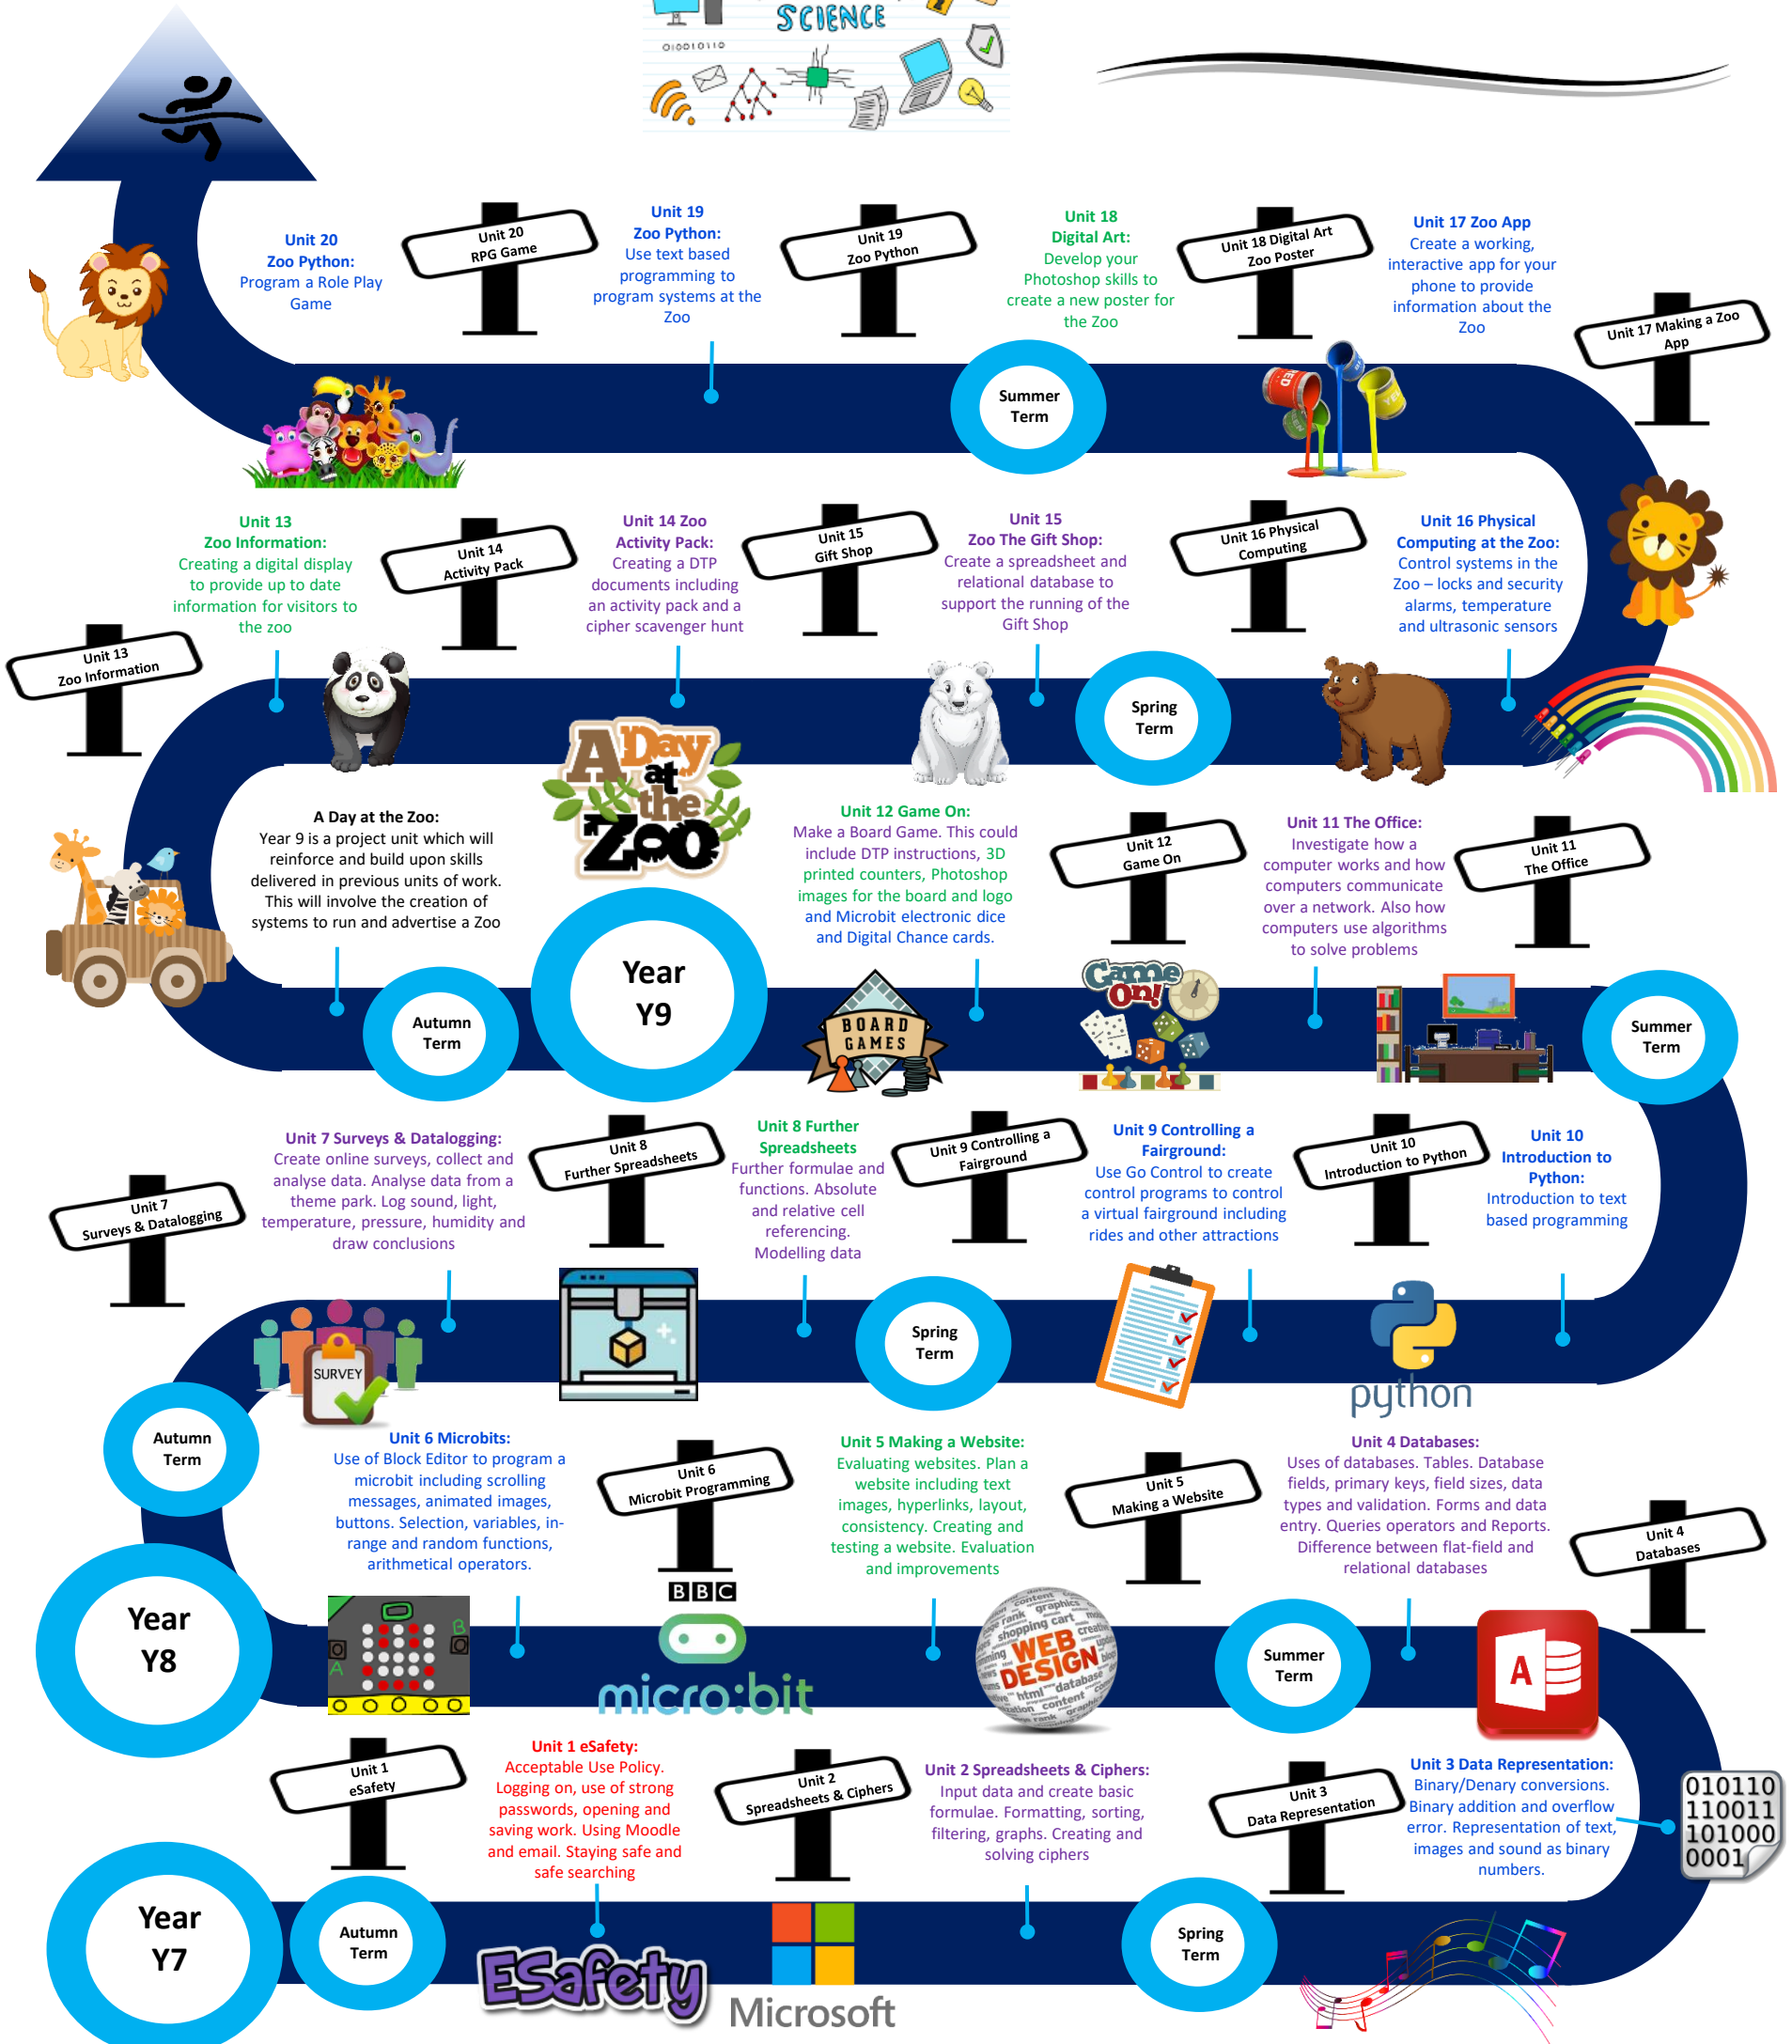 SCIENCE
01001011O
Unit 20
Zoo Python:
Program a Role Play
Game
Unit 20
RPG Game
Unit 19
Zoo Python:
Use text based
programming to
program systems at the
Zoo
Unit 19
Zoo Python
Unit 18
Digital Art:
Develop your
Photoshop skills to
create a new poster for
the Zoo
Unit 18 Digital Art
Zoo Poster
Unit 17 Zoo App
Create a working,
interactive app for your
phone to provide
information about the
Zoo
Unit 17 Making a Zoo
App
Summer
Term
RED
Unit 13
Zoo Information
Unit 13
Zoo Information:
Creating a digital display
to provide up to date
information for visitors to
the zoo
Unit 14
Activity Pack
Unit 14 Zoo
Activity Pack:
Creating a DTP
documents including
an activity pack and a
cipher scavenger hunt
Unit 15
Gift Shop
Unit 15
Zoo The Gift Shop:
Create a spreadsheet and
relational database to
support the running of the
Gift Shop
Unit 16 Physical
Computing
Unit 16 Physical
Computing at the Zoo:
Control systems in the
Zoo – locks and security
alarms, temperature
and ultrasonic sensors
Spring
Term
A Day
at
the
Zoo
A Day at the Zoo:
Year 9 is a project unit which will
reinforce and build upon skills
delivered in previous units of work.
This will involve the creation of
systems to run and advertise a Zoo
Unit 12 Game On:
Make a Board Game. This could
include DTP instructions, 3D
printed counters, Photoshop
images for the board and logo
and Microbit electronic dice
and Digital Chance cards.
Unit 12
Game On
Unit 11 The Office:
Investigate how a
computer works and how
computers communicate
over a network. Also how
computers use algorithms
to solve problems
Unit 11
The Office
Autumn
Term
Year
Y9
BOARD
GAMES
Game
On!
Summer
Term
Unit 7
Surveys & Datalogging
Unit 7 Surveys & Datalogging:
Create online surveys, collect and
analyse data. Analyse data from a
theme park. Log sound, light,
temperature, pressure, humidity and
draw conclusions
Unit 8
Further Spreadsheets
Unit 8 Further
Spreadsheets
Further formulae and
functions. Absolute
and relative cell
referencing.
Modelling data
Unit 9 Controlling a
Fairground
Unit 9 Controlling a
Fairground:
Use Go Control to create
control programs to control
a virtual fairground including
rides and other attractions
Unit 10
Introduction to Python
Unit 10
Introduction to
Python:
Introduction to text
based programming
SURVEY
Spring
Term
python
Autumn
Term
Unit 6 Microbits:
Use of Block Editor to program a
microbit including scrolling
messages, animated images,
buttons. Selection, variables, in-
range and random functions,
arithmetical operators.
Unit 6
Microbit Programming
Unit 5 Making a Website:
Evaluating websites. Plan a
website including text
images, hyperlinks, layout,
consistency. Creating and
testing a website. Evaluation
and improvements
Unit 5
Making a Website
Unit 4 Databases:
Uses of databases. Tables. Database
fields, primary keys, field sizes, data
types and validation. Forms and data
entry. Queries operators and Reports.
Difference between flat-field and
relational databases
Unit 4
Databases
Year
Y8
A
B
BBC
micro:bit
WEB
DESIGN
content
graphics
shopping cart
creative
html
database
Summer
Term
A
Unit 1
eSafety
Unit 1 eSafety:
Acceptable Use Policy.
Logging on, use of strong
passwords, opening and
saving work. Using Moodle
and email. Staying safe and
safe searching
Unit 2
Spreadsheets & Ciphers
Unit 2 Spreadsheets & Ciphers:
Input data and create basic
formulae. Formatting, sorting,
filtering, graphs. Creating and
solving ciphers
Unit 3
Data Representation
Unit 3 Data Representation:
Binary/Denary conversions.
Binary addition and overflow
error. Representation of text,
images and sound as binary
numbers.
010110
110011
101000
0001
Year
Y7
Autumn
Term
ESafety
Microsoft
Spring
Term